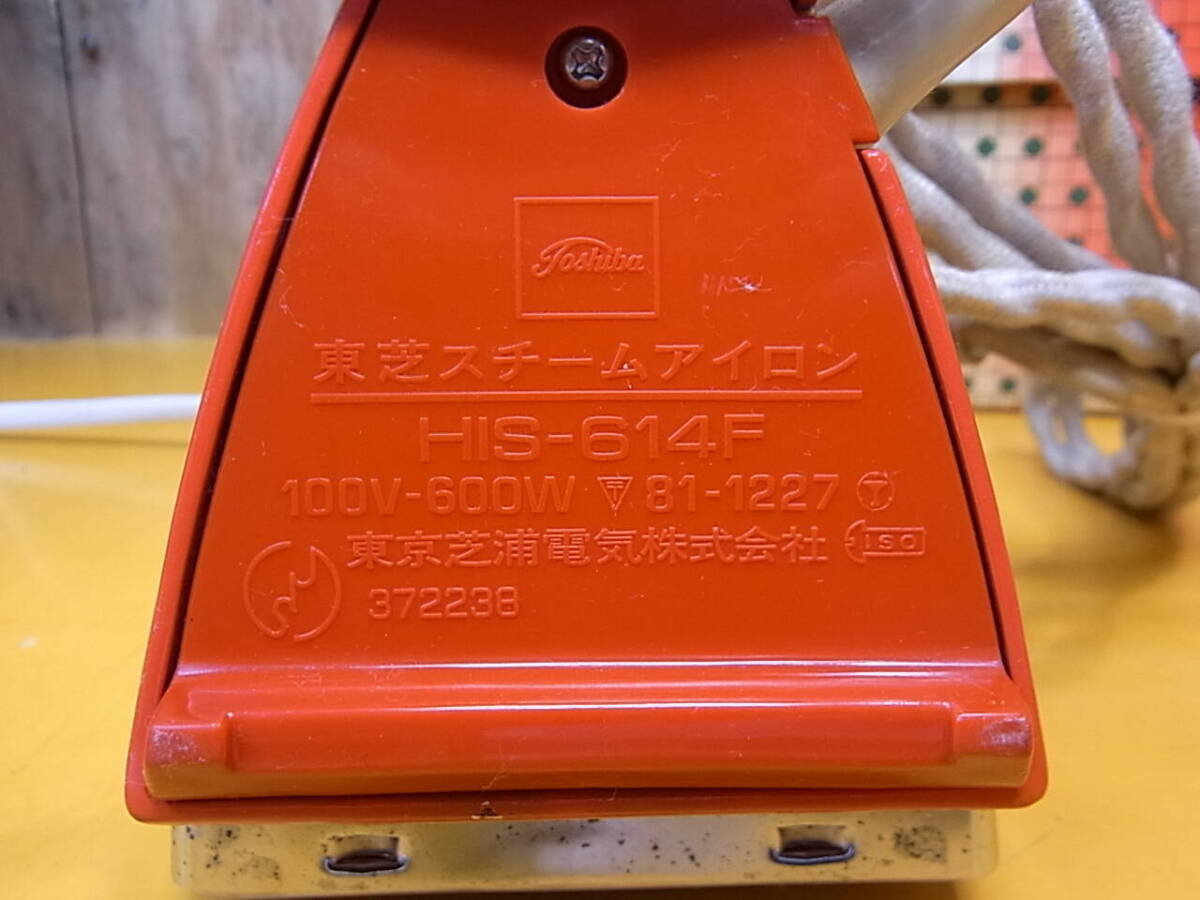 Toshiba
東芝スチームアイロン
HIS-614F
100V-600W 〒 81-1227 T
東京芝浦電気株式会社 ISO
372238